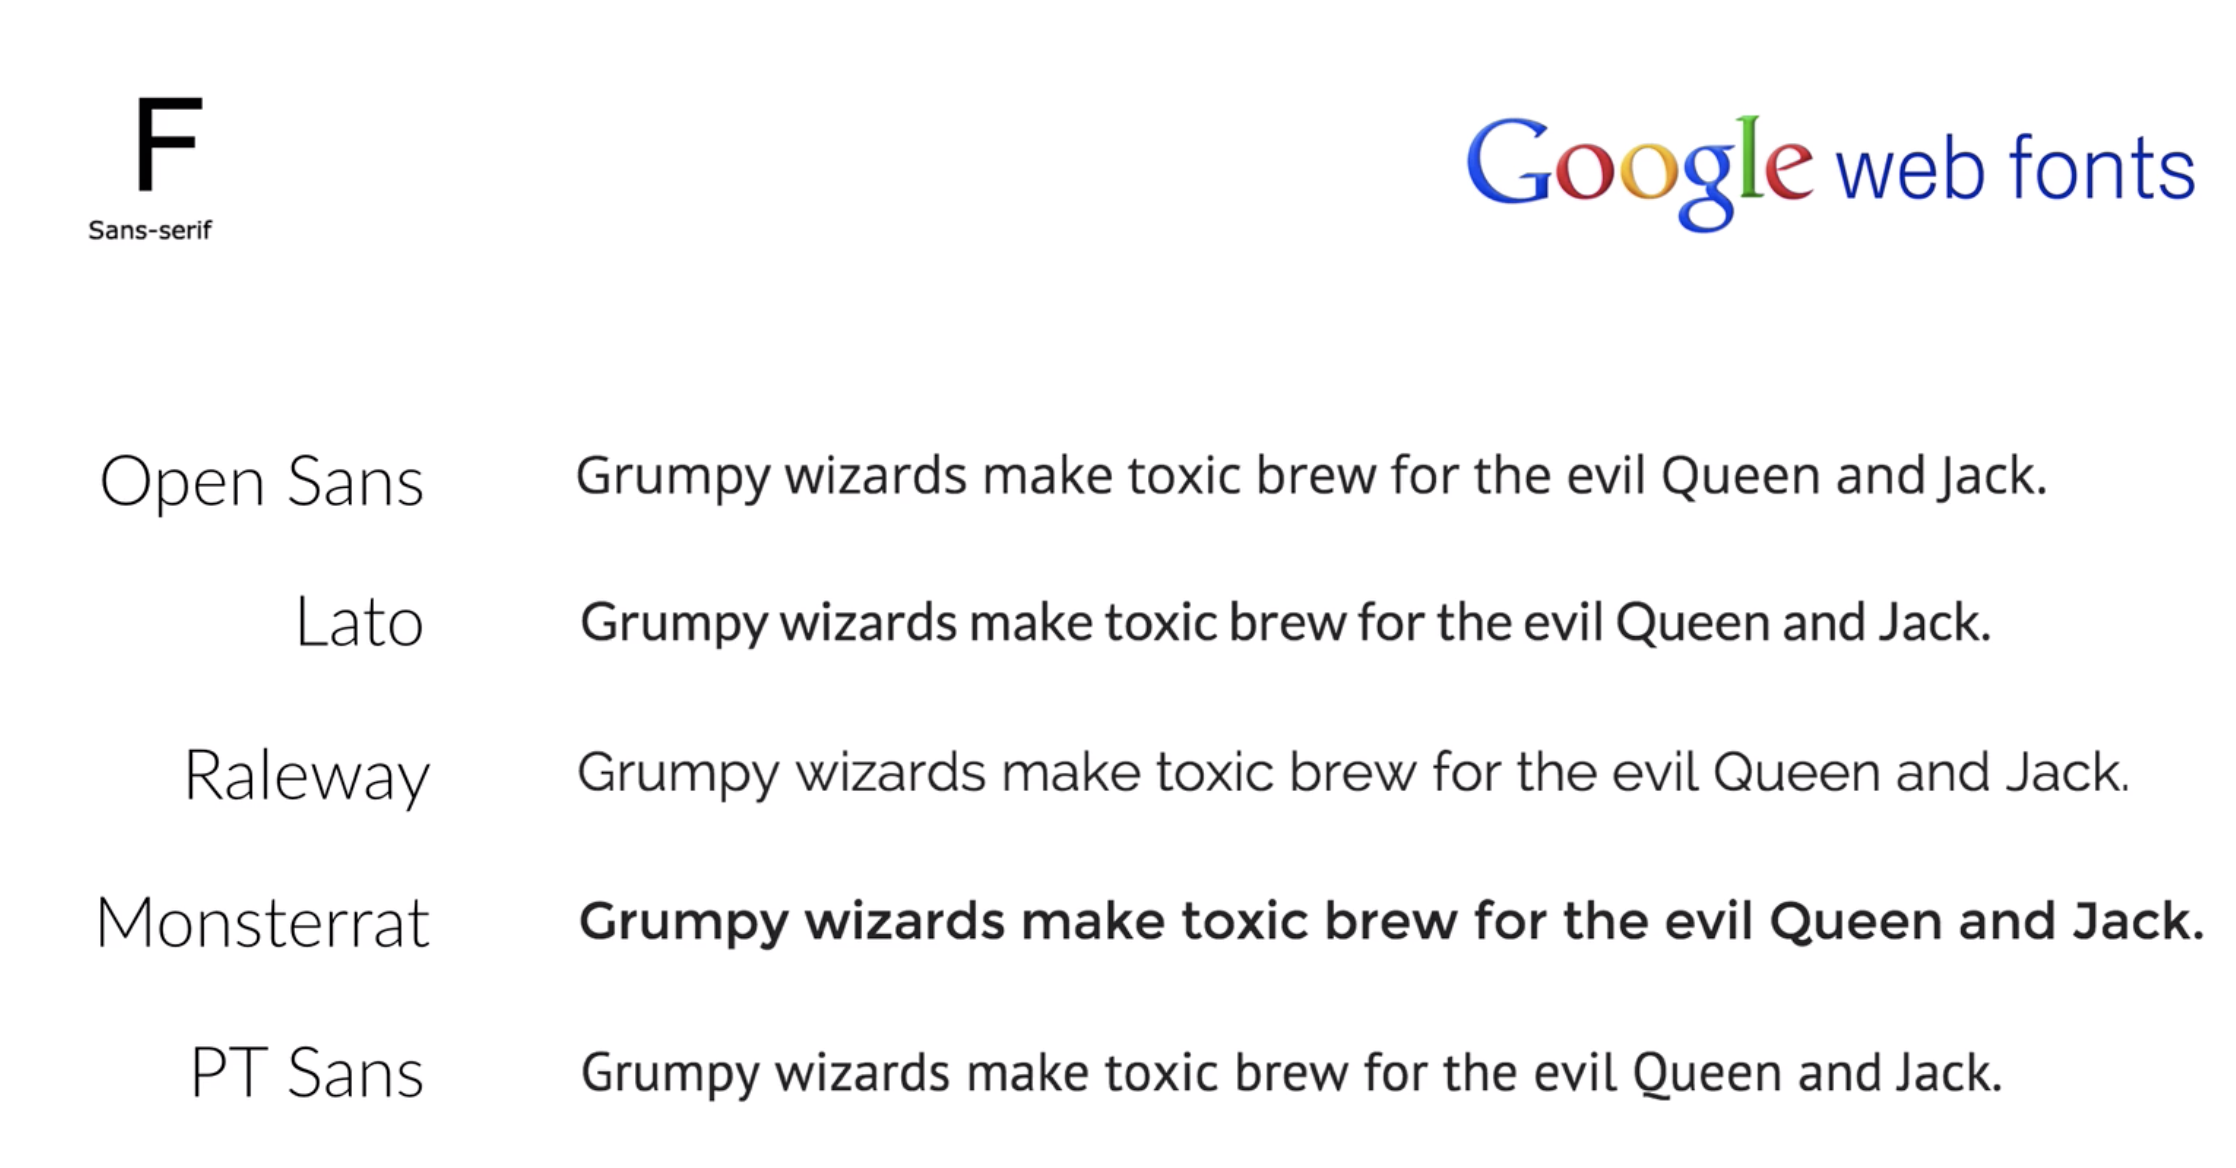 F
Sans-serif
Google web fonts
Open Sans Grumpy wizards make toxic brew for the evil Queen and Jack.
Lato Grumpy wizards make toxic brew for the evil Queen and Jack.
Raleway Grumpy wizards make toxic brew for the evil Queen and Jack.
Monsterrat Grumpy wizards make toxic brew for the evil Queen and Jack.
PT Sans Grumpy wizards make toxic brew for the evil Queen and Jack.